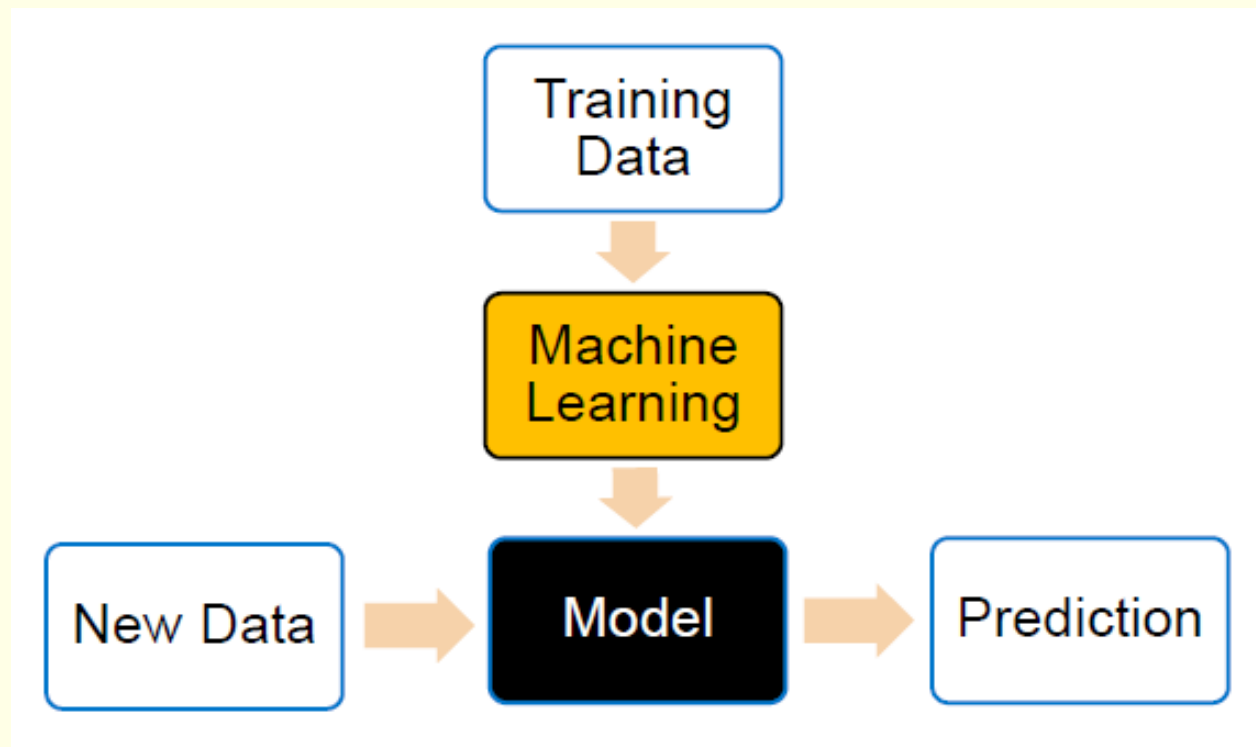 Training
Data
Machine
Learning
New Data
Model
Prediction